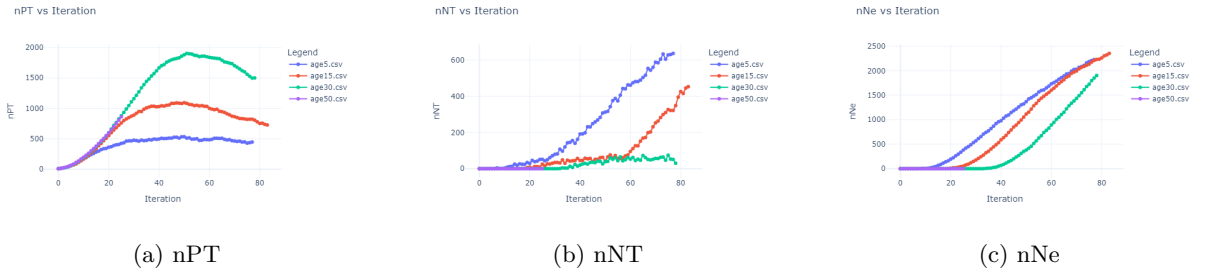 nPT vs Iteration
2000
1500
1000
500
0
nPT
0
20
40
60
80
Iteration
Legend
age5.csv
age15.csv
age30.csv
age50.csv
(a) nPT
nNT vs Iteration
600
400
200
0
nNT
0
20
40
60
80
Iteration
Legend
age5.csv
age15.csv
age30.csv
age50.csv
(b) nNT
nNe vs Iteration
2500
2000
1500
1000
500
0
nNe
0
20
40
60
80
Iteration
Legend
age5.csv
age15.csv
age30.csv
age50.csv
(c) nNe